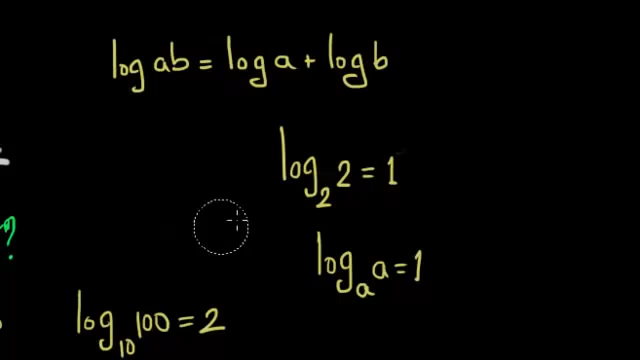 log ab = log a + log b
log₂ 2 = 1
?
logₐ a = 1
log₁₀ 100 = 2